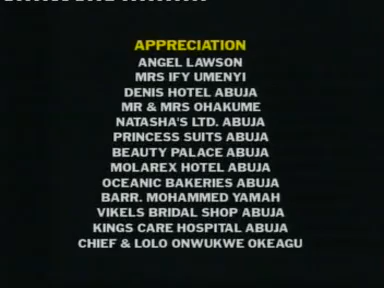 APPRECIATION
ANGEL LAWSON
MRS IFY UMENYI
DENIS HOTEL ABUJA
MR & MRS OHAKUME
NATASHA'S LTD. ABUJA
PRINCESS SUITS ABUJA
BEAUTY PALACE ABUJA
MOLAREX HOTEL ABUJA
OCEANIC BAKERIES ABUJA
BARR. MOHAMMED YAMAH
VIKELS BRIDAL SHOP ABUJA
KINGS CARE HOSPITAL ABUJA
CHIEF & LOLO ONWUKWE OKEAGU